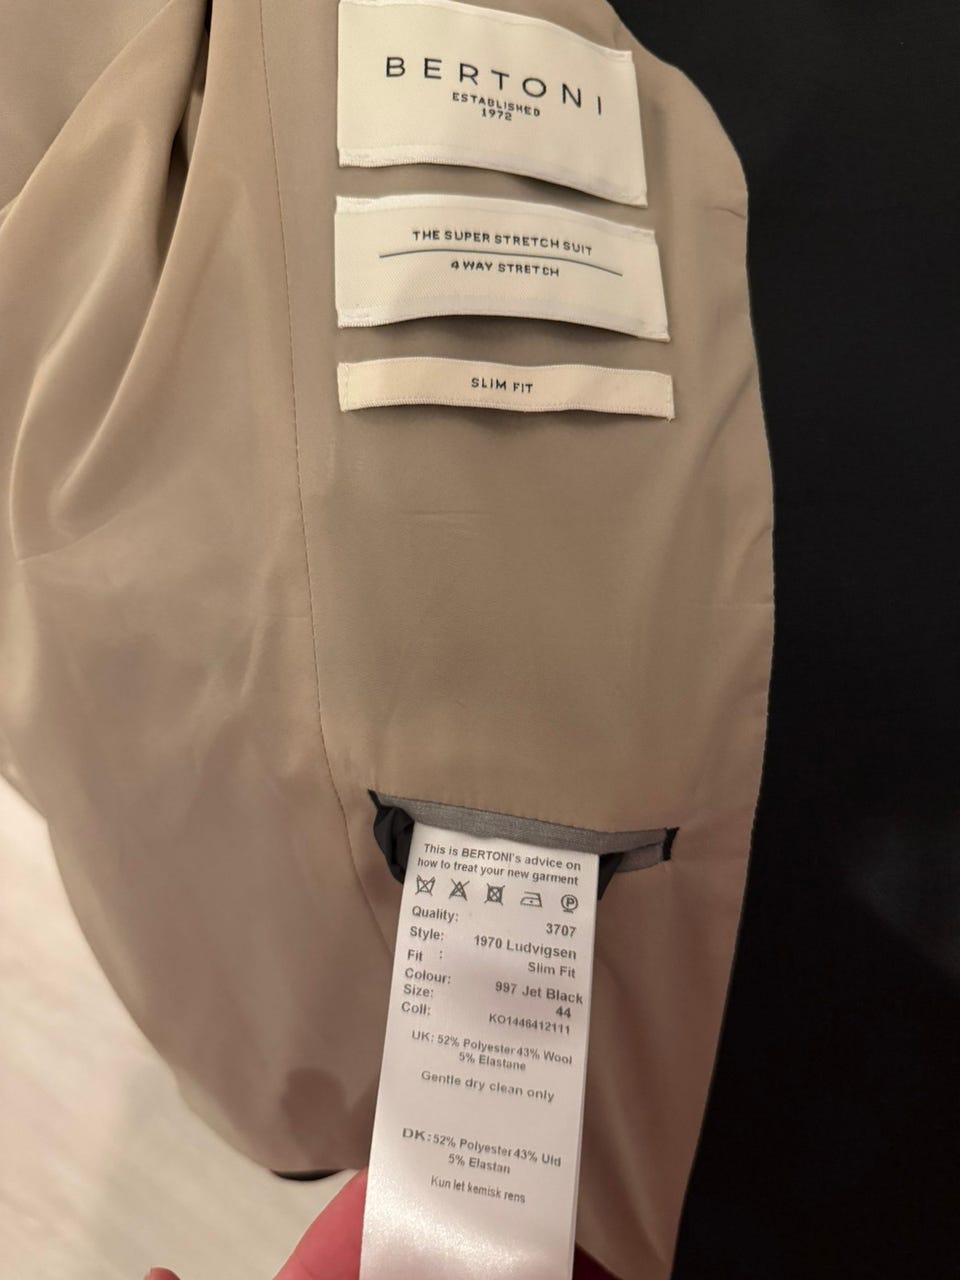 BERTONI
ESTABLISHED
1972
THE SUPER STRETCH SUIT
4 WAY STRETCH
SLIM FIT
This is BERTONI's advice on
how to treat your new garment
P
Quality: 3707
Style: 1970 Ludvigsen
Fit : Slim Fit
Colour: 997 Jet Black
Size: 44
Coll: KO1446412111
UK: 52% Polyester 43% Wool
5% Elastane
Gentle dry clean only
DK: 52% Polyester 43% Uld
5% Elastan
Kun let kemisk rens